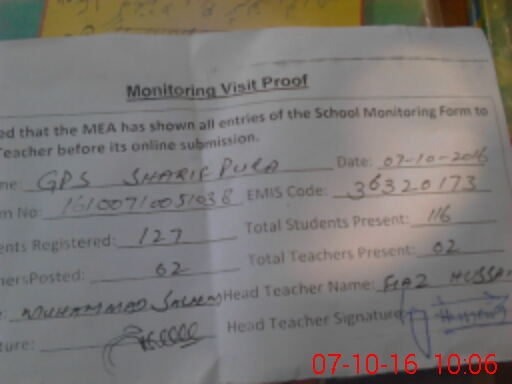 Monitoring Visit Proof
ed that the MEA has shown all entries of the School Monitoring Form to
Teacher before its online submission.
me: GPS SHARIF PURA Date: 07-10-2016
m No: EMIS Code: 36320173
ents Registered: 127 Total Students Present: 116
hersPosted: 02 Total Teachers Present: 02
: MUHAMMAD SALEEM Head Teacher Name: HUSSAI
ture: Head Teacher Signature
07-10-16 10:06